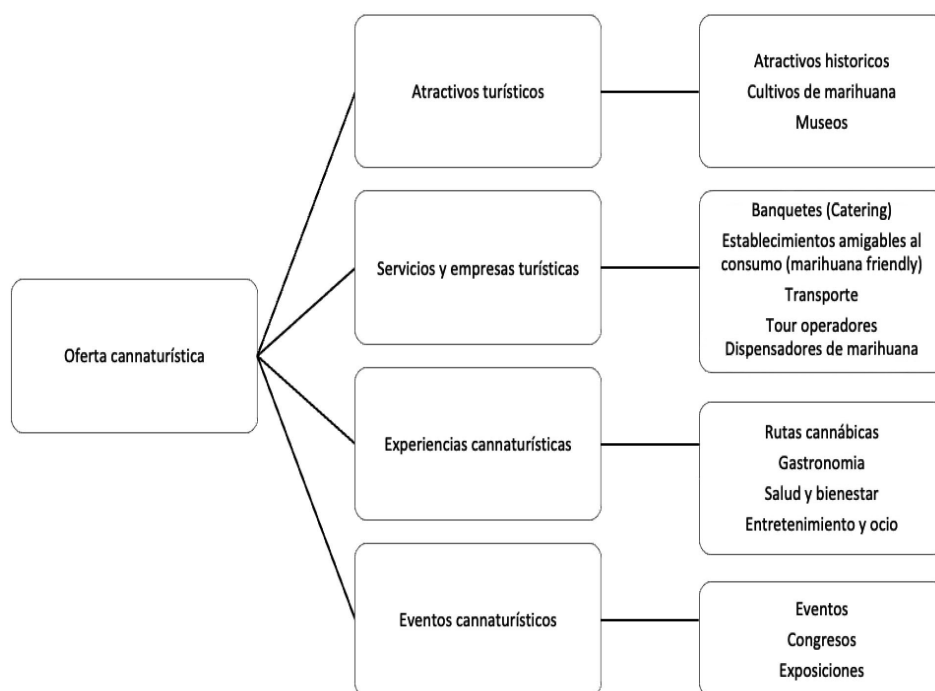 Oferta cannaturística
Atractivos turísticos
Atractivos historicos
Cultivos de marihuana
Museos
Servicios y empresas turísticas
Banquetes (Catering)
Establecimientos amigables al
consumo (marihuana friendly)
Transporte
Tour operadores
Dispensadores de marihuana
Experiencias cannaturísticas
Rutas cannábicas
Gastronomia
Salud y bienestar
Entretenimiento y ocio
Eventos cannaturísticos
Eventos
Congresos
Exposiciones